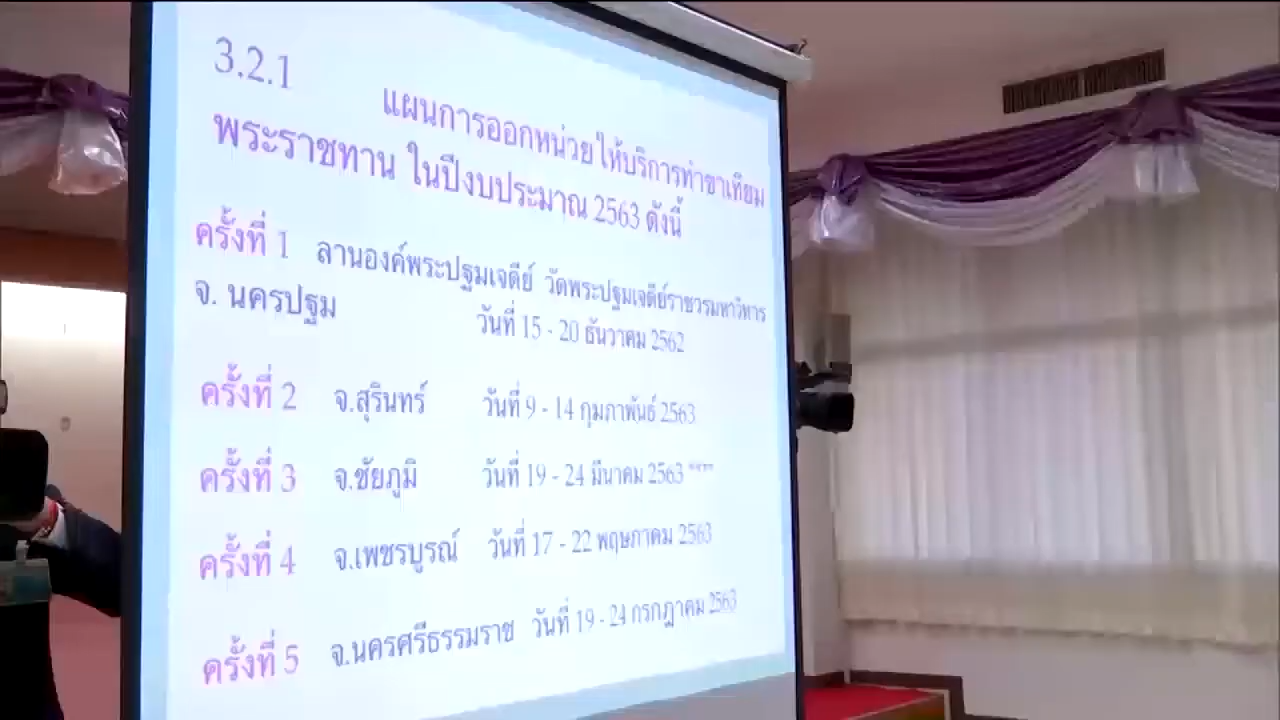 3.2.1 แผนการออกหน่วยให้บริการทำขาเทียม
พระราชทาน ในปีงบประมาณ 2563 ดังนี้
ครั้งที่ 1 ลานองค์พระปฐมเจดีย์ วัดพระปฐมเจดีย์ราชวรมหาวิหาร
จ. นครปฐม วันที่ 15 - 20 ธันวาคม 2562
ครั้งที่ 2 จ.สุรินทร์ วันที่ 9 - 14 กุมภาพันธ์ 2563
ครั้งที่ 3 จ.ชัยภูมิ วันที่ 19 - 24 มีนาคม 2563 ****
ครั้งที่ 4 จ.เพชรบูรณ์ วันที่ 17 - 22 พฤษภาคม 2563
ครั้งที่ 5 จ.นครศรีธรรมราช วันที่ 19 - 24 กรกฎาคม 2563